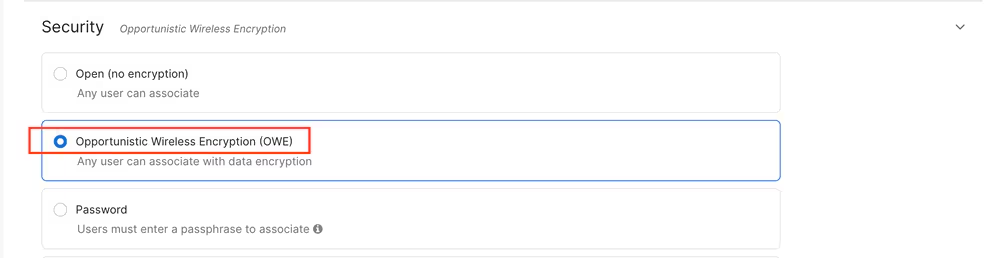 Security Opportunistic Wireless Encryption
Open (no encryption)
Any user can associate
Opportunistic Wireless Encryption (OWE)
Any user can associate with data encryption
Password
Users must enter a passphrase to associate